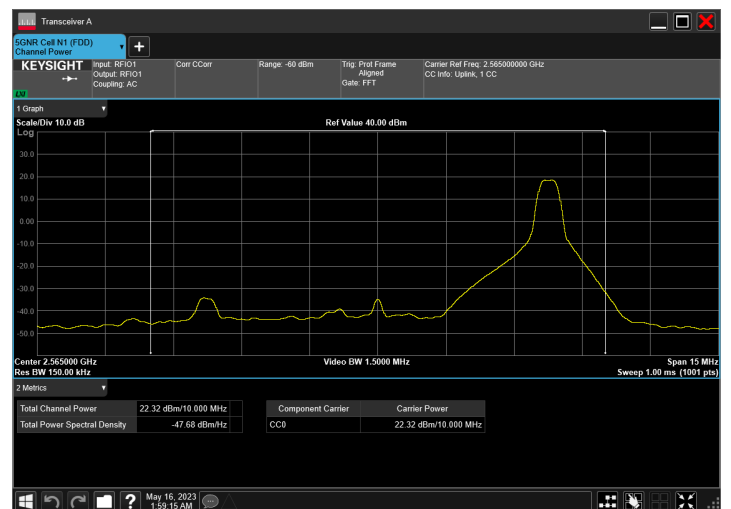 Transceiver A
5GNR Cell N1 (FDD)
Channel Power
KEYSIGHT
LXI
Input: RFIO1
Output: RFIO1
Coupling: AC
Corr CCorr
Range: -60 dBm
Trig: Prot Frame
Aligned
Gate: FFT
Carrier Ref Freq: 2.565000000 GHz
CC Info: Uplink, 1 CC
1 Graph
Scale/Div 10.0 dB
Ref Value 40.00 dBm
Log
30.0
20.0
10.0
0.00
-10.0
-20.0
-30.0
-40.0
-50.0
Center 2.565000 GHz
Video BW 1.5000 MHz
Span 15 MHz
Res BW 150.00 kHz
Sweep 1.00 ms (1001 pts)
2 Metrics
Total Channel Power 22.32 dBm/10.000 MHz
Total Power Spectral Density -47.68 dBm/Hz
Component Carrier Carrier Power
CC0 22.32 dBm/10.000 MHz
May 16, 2023
1:59:15 AM